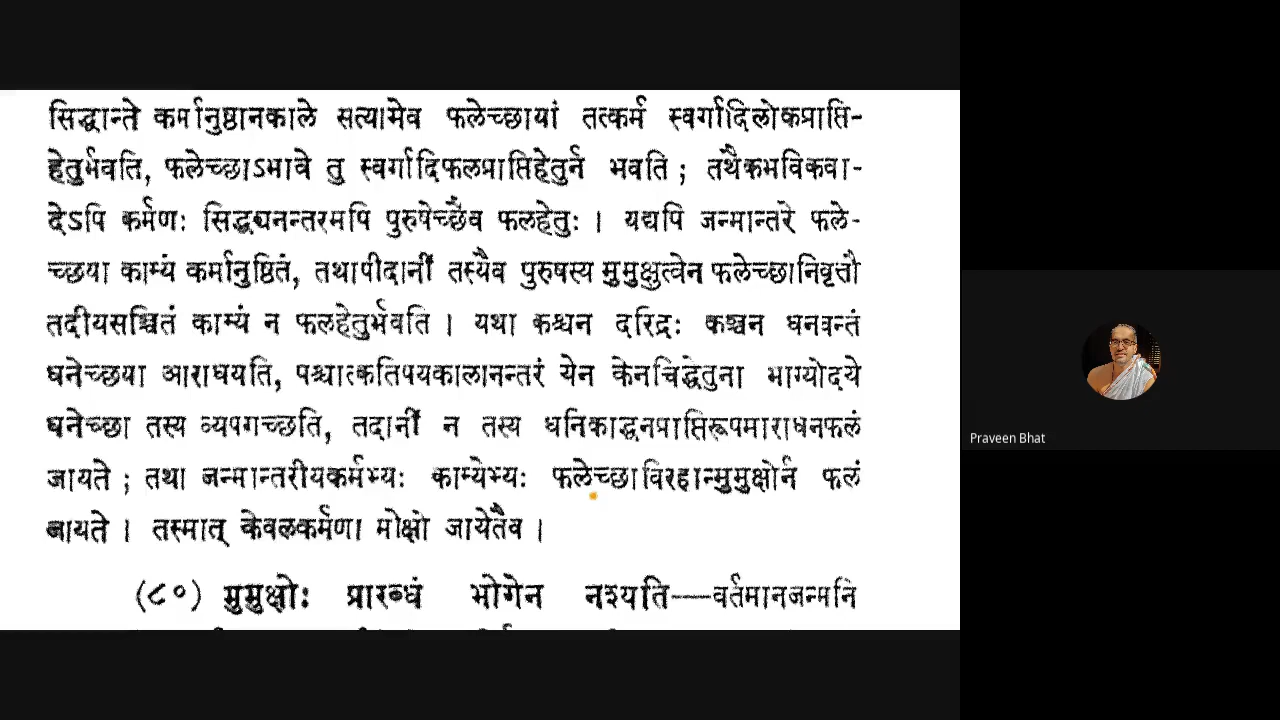 सिद्धान्ते कर्मानुष्ठानकाले सत्यामेव फलेच्छायां तत्कर्म स्वर्गादिलोकप्राप्ति-
हेतुर्भवति, फलेच्छाऽभावे तु स्वर्गादिफलप्राप्तिहेतुर्न भवति ; तथैकभविकवा-
देऽपि कर्मणः सिद्ध्यनन्तरमपि पुरुषेच्छैव फलहेतुः । यद्यपि जन्मान्तरे फले-
च्छया काम्यं कर्मानुष्ठितं, तथापीदानीं तस्यैव पुरुषस्य मुमुक्षुत्वेन फलेच्छानिवृत्तौ
तदीयसञ्चितं काम्यं न फलहेतुर्भवति । यथा कश्चन दरिद्रः कञ्चन धनवन्तं
धनेच्छया आराधयति, पश्चात्कतिपयकालानन्तरं येन केनचिद्धेतुना भाग्योदये
धनेच्छा तस्य व्यपगच्छति, तदानीं न तस्य धनिकाद्धनप्राप्तिरूपमाराधनफलं
जायते ; तथा जन्मान्तरीयकर्मभ्यः काम्येभ्यः फलेच्छाविरहान्मुमुक्षोर्न फलं
जायते । तस्मात् केवलकर्मणा मोक्षो जायेतैव ।
(८०) मुमुक्षोः प्रारब्धं भोगेन नश्यति——वर्तमानजन्मनि
Praveen Bhat